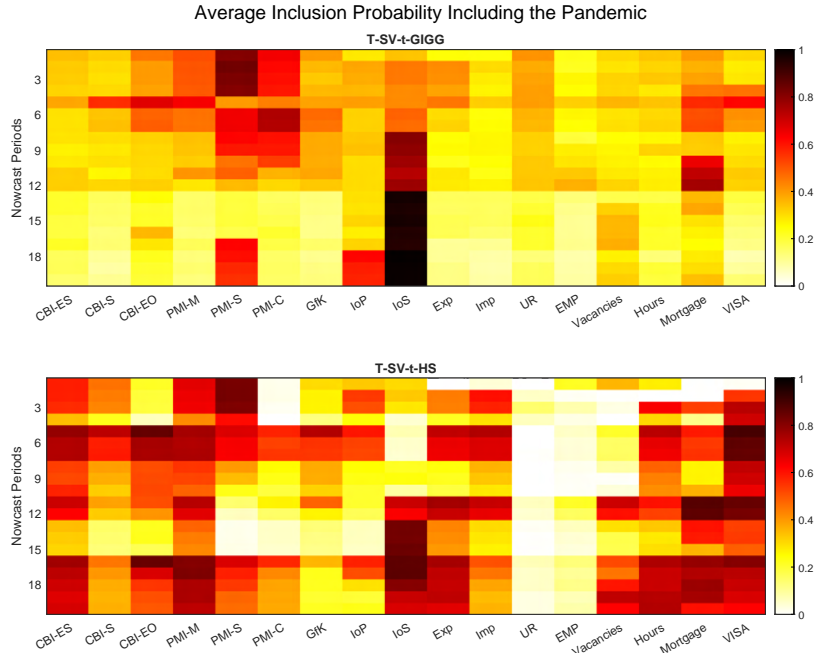 Average Inclusion Probability Including the Pandemic
T-SV-t-GIGG
Nowcast Periods
3
6
9
12
15
18
CBI-ES
CBI-S
CBI-EO
PMI-M
PMI-S
PMI-C
GfK
IoP
IoS
Exp
Imp
UR
EMP
Vacancies
Hours
Mortgage
VISA
1
0.8
0.6
0.4
0.2
0
T-SV-t-HS
Nowcast Periods
3
6
9
12
15
18
CBI-ES
CBI-S
CBI-EO
PMI-M
PMI-S
PMI-C
GfK
IoP
IoS
Exp
Imp
UR
EMP
Vacancies
Hours
Mortgage
VISA
1
0.8
0.6
0.4
0.2
0